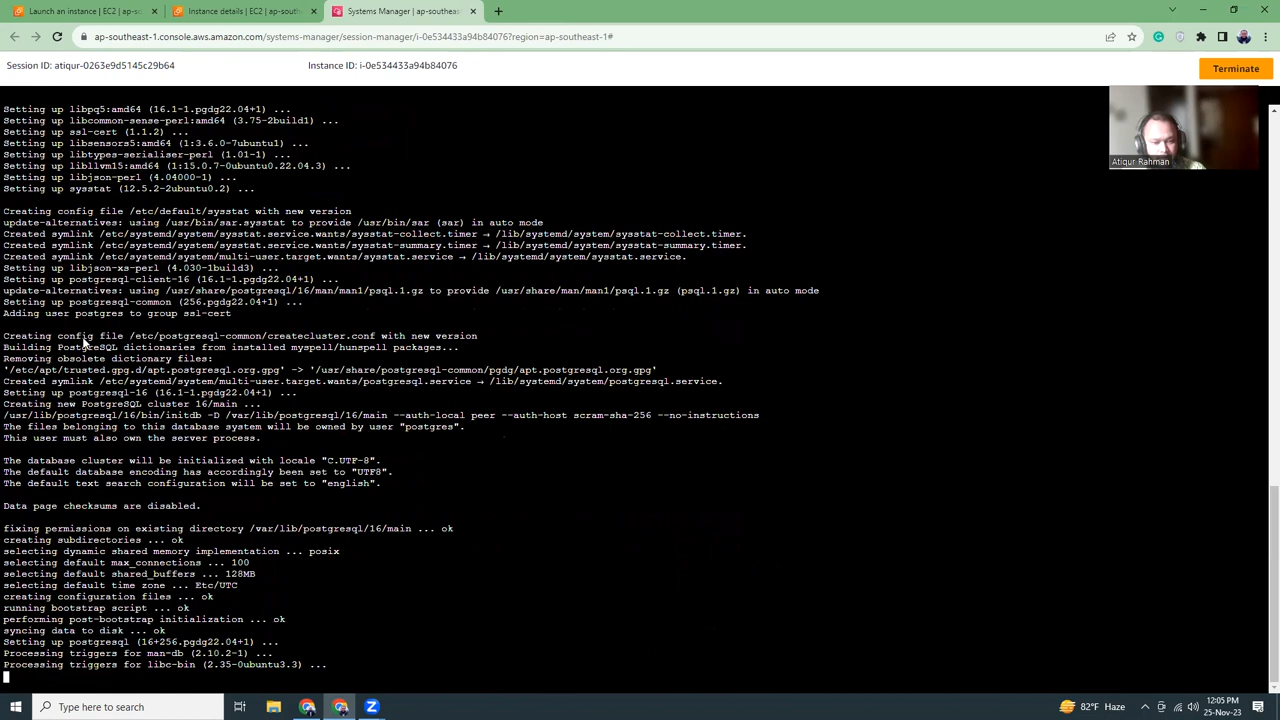 Launch an instance | EC2 | ap-so
Instance details | EC2 | ap-south
Systems Manager | ap-southeast
ap-southeast-1.console.aws.amazon.com/systems-manager/session-manager/i-0e534433a94b84076?region=ap-southeast-1#
Session ID: atiqur-0263e9d5145c29b64
Instance ID: i-0e534433a94b84076
Terminate
Setting up libpq5:amd64 (16.1-1.pgdg22.04+1) ...
Setting up libcommon-sense-perl:amd64 (3.75-2build1) ...
Setting up ssl-cert (1.1.2) ...
Setting up libsensors5:amd64 (1:3.6.0-7ubuntu1) ...
Setting up libtypes-serialiser-perl (1.01-1) ...
Setting up libllvm15:amd64 (1:15.0.7-0ubuntu0.22.04.3) ...
Setting up libjson-perl (4.04000-1) ...
Setting up sysstat (12.5.2-2ubuntu0.2) ...
Creating config file /etc/default/sysstat with new version
update-alternatives: using /usr/bin/sar.sysstat to provide /usr/bin/sar (sar) in auto mode
Created symlink /etc/systemd/system/sysstat.service.wants/sysstat-collect.timer → /lib/systemd/system/sysstat-collect.timer.
Created symlink /etc/systemd/system/sysstat.service.wants/sysstat-summary.timer → /lib/systemd/system/sysstat-summary.timer.
Created symlink /etc/systemd/system/multi-user.target.wants/sysstat.service → /lib/systemd/system/sysstat.service.
Setting up libjson-xs-perl (4.030-1build3) ...
Setting up postgresql-client-16 (16.1-1.pgdg22.04+1) ...
update-alternatives: using /usr/share/postgresql/16/man/man1/psql.1.gz to provide /usr/share/man/man1/psql.1.gz (psql.1.gz) in auto mode
Setting up postgresql-common (256.pgdg22.04+1) ...
Adding user postgres to group ssl-cert
Creating config file /etc/postgresql-common/createcluster.conf with new version
Building PostgreSQL dictionaries from installed myspell/hunspell packages...
Removing obsolete dictionary files:
'/etc/apt/trusted.gpg.d/apt.postgresql.org.gpg' -> '/usr/share/postgresql-common/pgdg/apt.postgresql.org.gpg'
Created symlink /etc/systemd/system/multi-user.target.wants/postgresql.service → /lib/systemd/system/postgresql.service.
Setting up postgresql-16 (16.1-1.pgdg22.04+1) ...
Creating new PostgreSQL cluster 16/main ...
/usr/lib/postgresql/16/bin/initdb -D /var/lib/postgresql/16/main --auth-local peer --auth-host scram-sha-256 --no-instructions
The files belonging to this database system will be owned by user "postgres".
This user must also own the server process.
The database cluster will be initialized with locale "C.UTF-8".
The default database encoding has accordingly been set to "UTF8".
The default text search configuration will be set to "english".
Data page checksums are disabled.
fixing permissions on existing directory /var/lib/postgresql/16/main ... ok
creating subdirectories ... ok
selecting dynamic shared memory implementation ... posix
selecting default max_connections ... 100
selecting default shared_buffers ... 128MB
selecting default time zone ... Etc/UTC
creating configuration files ... ok
running bootstrap script ... ok
performing post-bootstrap initialization ... ok
syncing data to disk ... ok
Setting up postgresql (16+256.pgdg22.04+1) ...
Processing triggers for man-db (2.10.2-1) ...
Processing triggers for libc-bin (2.35-0ubuntu3.3) ...
Atiqur Rahman
Type here to search
82°F Haze
12:05 PM
25-Nov-23